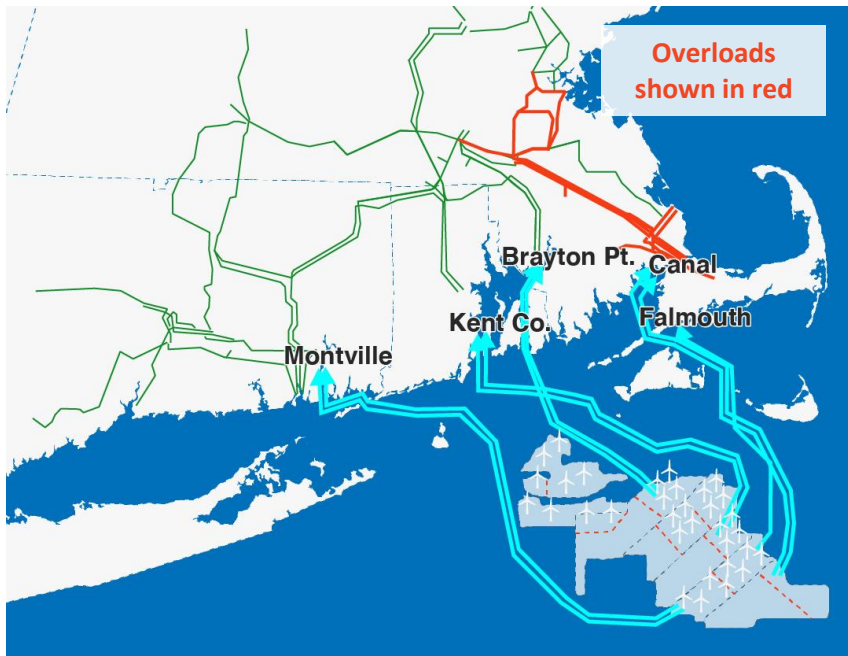 Overloads
shown in red
Brayton Pt.
Canal
Kent Co.
Falmouth
Montville